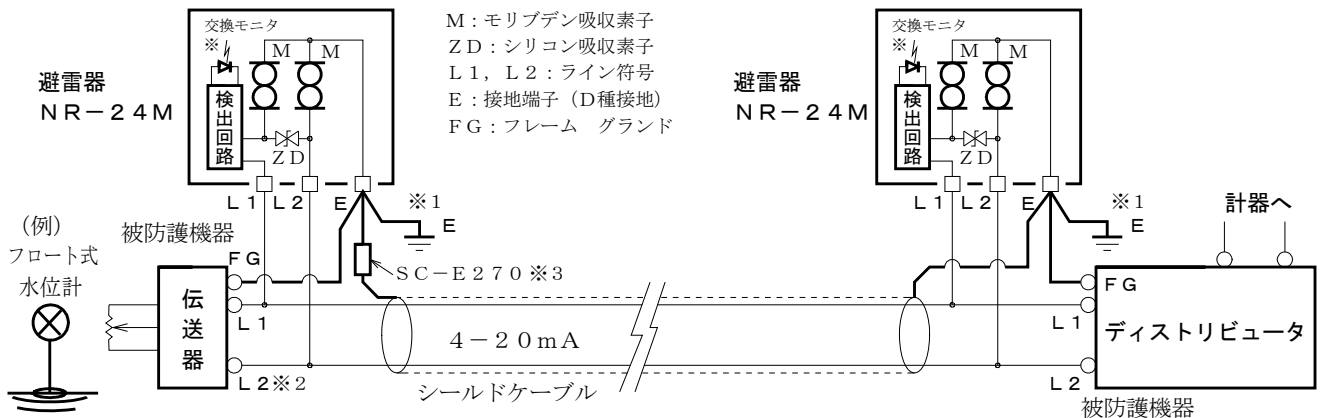 交換モニタ
※
M
M
避雷器
NR-24M
検出回路
ZD
L1
L2
E
※1
E
M:モリブデン吸収素子
ZD:シリコン吸収素子
L1,L2:ライン符号
E:接地端子(D種接地)
FG:フレーム グランド
交換モニタ
※
M
M
避雷器
NR-24M
検出回路
ZD
L1
L2
E
※1
E
計器へ
(例)
フロート式
水位計
被防護機器
FG
伝送器
L1
L2※2
SC-E270※3
4-20mA
シールドケーブル
FG
L1
ディストリビュータ
L2
被防護機器